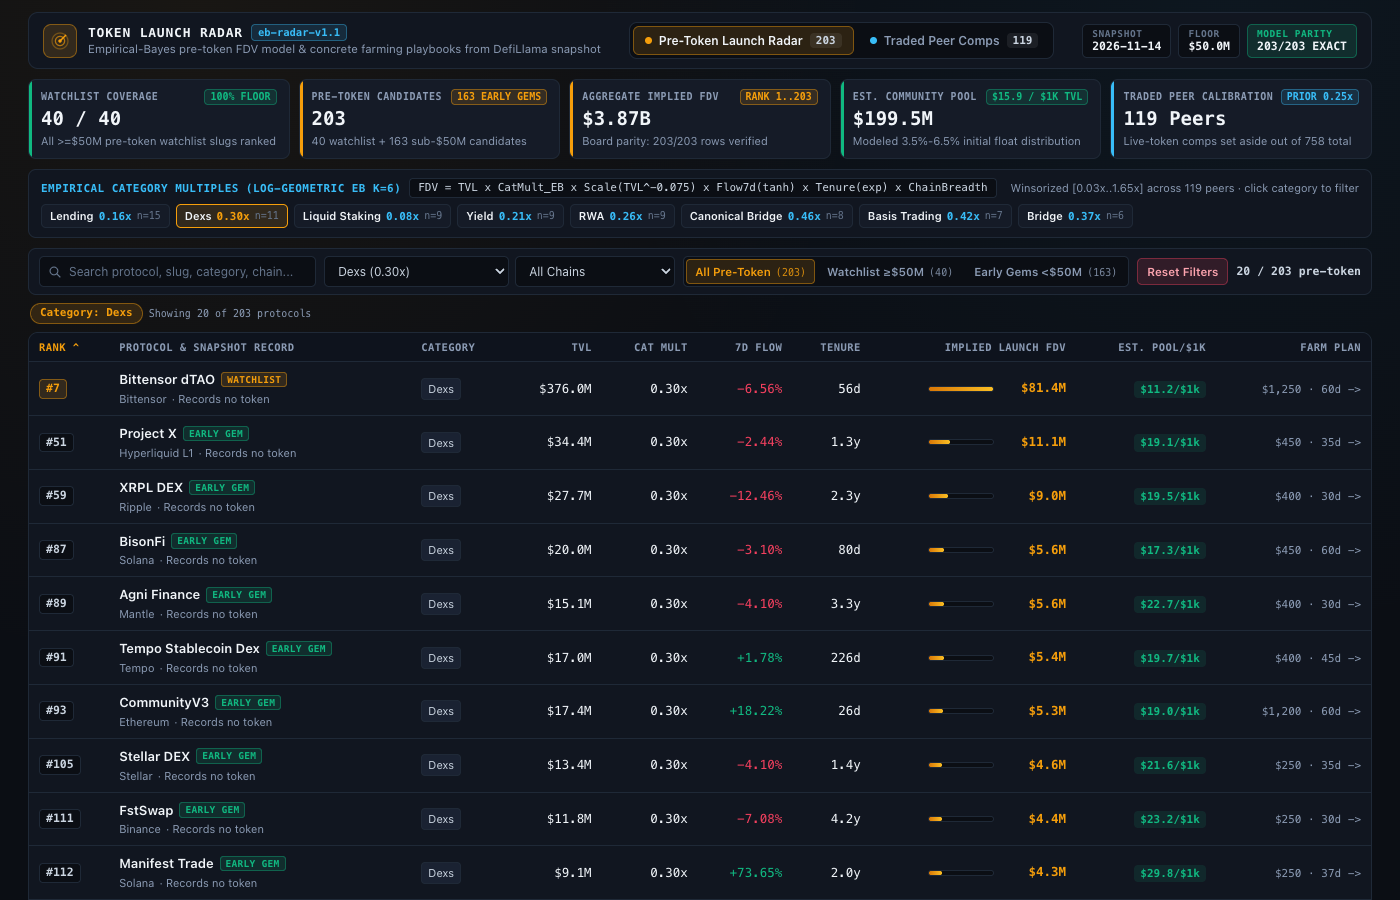 TOKEN LAUNCH RADAR eb-radar-v1.1
Empirical-Bayes pre-token FDV model & concrete farming playbooks from DefiLlama snapshot
Pre-Token Launch Radar 203
Traded Peer Comps 119
SNAPSHOT
2026-11-14
FLOOR
$50.0M
MODEL PARITY
203/203 EXACT
WATCHLIST COVERAGE 100% FLOOR
40 / 40
All >=$50M pre-token watchlist slugs ranked
PRE-TOKEN CANDIDATES 163 EARLY GEMS
203
40 watchlist + 163 sub-$50M candidates
AGGREGATE IMPLIED FDV RANK 1..203
$3.87B
Board parity: 203/203 rows verified
EST. COMMUNITY POOL $15.9 / $1K TVL
$199.5M
Modeled 3.5%-6.5% initial float distribution
TRADED PEER CALIBRATION PRIOR 0.25x
119 Peers
Live-token comps set aside out of 758 total
EMPIRICAL CATEGORY MULTIPLES (LOG-GEOMETRIC EB K=6) FDV = TVL x CatMult_EB x Scale(TVL^-0.075) x Flow7d(tanh) x Tenure(exp) x ChainBreadth Winsorized [0.03x..1.65x] across 119 peers · click category to filter
Lending 0.16x n=15 Dexs 0.30x n=11 Liquid Staking 0.08x n=9 Yield 0.21x n=9 RWA 0.26x n=9 Canonical Bridge 0.46x n=8 Basis Trading 0.42x n=7 Bridge 0.37x n=6
Search protocol, slug, category, chain... Dexs (0.30x) All Chains All Pre-Token (203) Watchlist ≥$50M (40) Early Gems <$50M (163) Reset Filters 20 / 203 pre-token
Category: Dexs Showing 20 of 203 protocols
RANK ^ PROTOCOL & SNAPSHOT RECORD CATEGORY TVL CAT MULT 7D FLOW TENURE IMPLIED LAUNCH FDV EST. POOL/$1K FARM PLAN
#7 Bittensor dTAO WATCHLIST Dexs $376.0M 0.30x -6.56% 56d $81.4M $11.2/$1k $1,250 · 60d ->
Bittensor · Records no token
#51 Project X EARLY GEM Dexs $34.4M 0.30x -2.44% 1.3y $11.1M $19.1/$1k $450 · 35d ->
Hyperliquid L1 · Records no token
#59 XRPL DEX EARLY GEM Dexs $27.7M 0.30x -12.46% 2.3y $9.0M $19.5/$1k $400 · 30d ->
Ripple · Records no token
#87 BisonFi EARLY GEM Dexs $20.0M 0.30x -3.10% 80d $5.6M $17.3/$1k $450 · 60d ->
Solana · Records no token
#89 Agni Finance EARLY GEM Dexs $15.1M 0.30x -4.10% 3.3y $5.6M $22.7/$1k $400 · 30d ->
Mantle · Records no token
#91 Tempo Stablecoin Dex EARLY GEM Dexs $17.0M 0.30x +1.78% 226d $5.4M $19.7/$1k $400 · 45d ->
Tempo · Records no token
#93 CommunityV3 EARLY GEM Dexs $17.4M 0.30x +18.22% 26d $5.3M $19.0/$1k $1,200 · 60d ->
Ethereum · Records no token
#105 Stellar DEX EARLY GEM Dexs $13.4M 0.30x -4.10% 1.4y $4.6M $21.6/$1k $250 · 35d ->
Stellar · Records no token
#111 FstSwap EARLY GEM Dexs $11.8M 0.30x -7.08% 4.2y $4.4M $23.2/$1k $250 · 30d ->
Binance · Records no token
#112 Manifest Trade EARLY GEM Dexs $9.1M 0.30x +73.65% 2.0y $4.3M $29.8/$1k $250 · 37d ->
Solana · Records no token